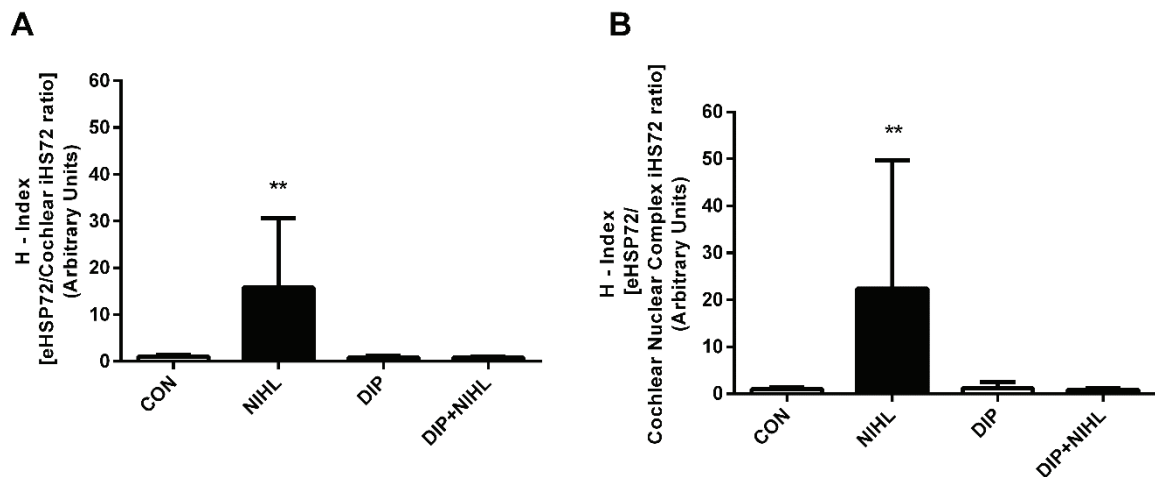 A
H - Index
[eHSP72/Cochlear iHS72 ratio]
(Arbitrary Units)
60
50
40
30
20
10
0
**
CON
NIHL
DIP
DIP+NIHL
B
H - Index
[eHSP72/
Cochlear Nuclear Complex iHS72 ratio]
(Arbitrary Units)
60
50
40
30
20
10
0
**
CON
NIHL
DIP
DIP+NIHL